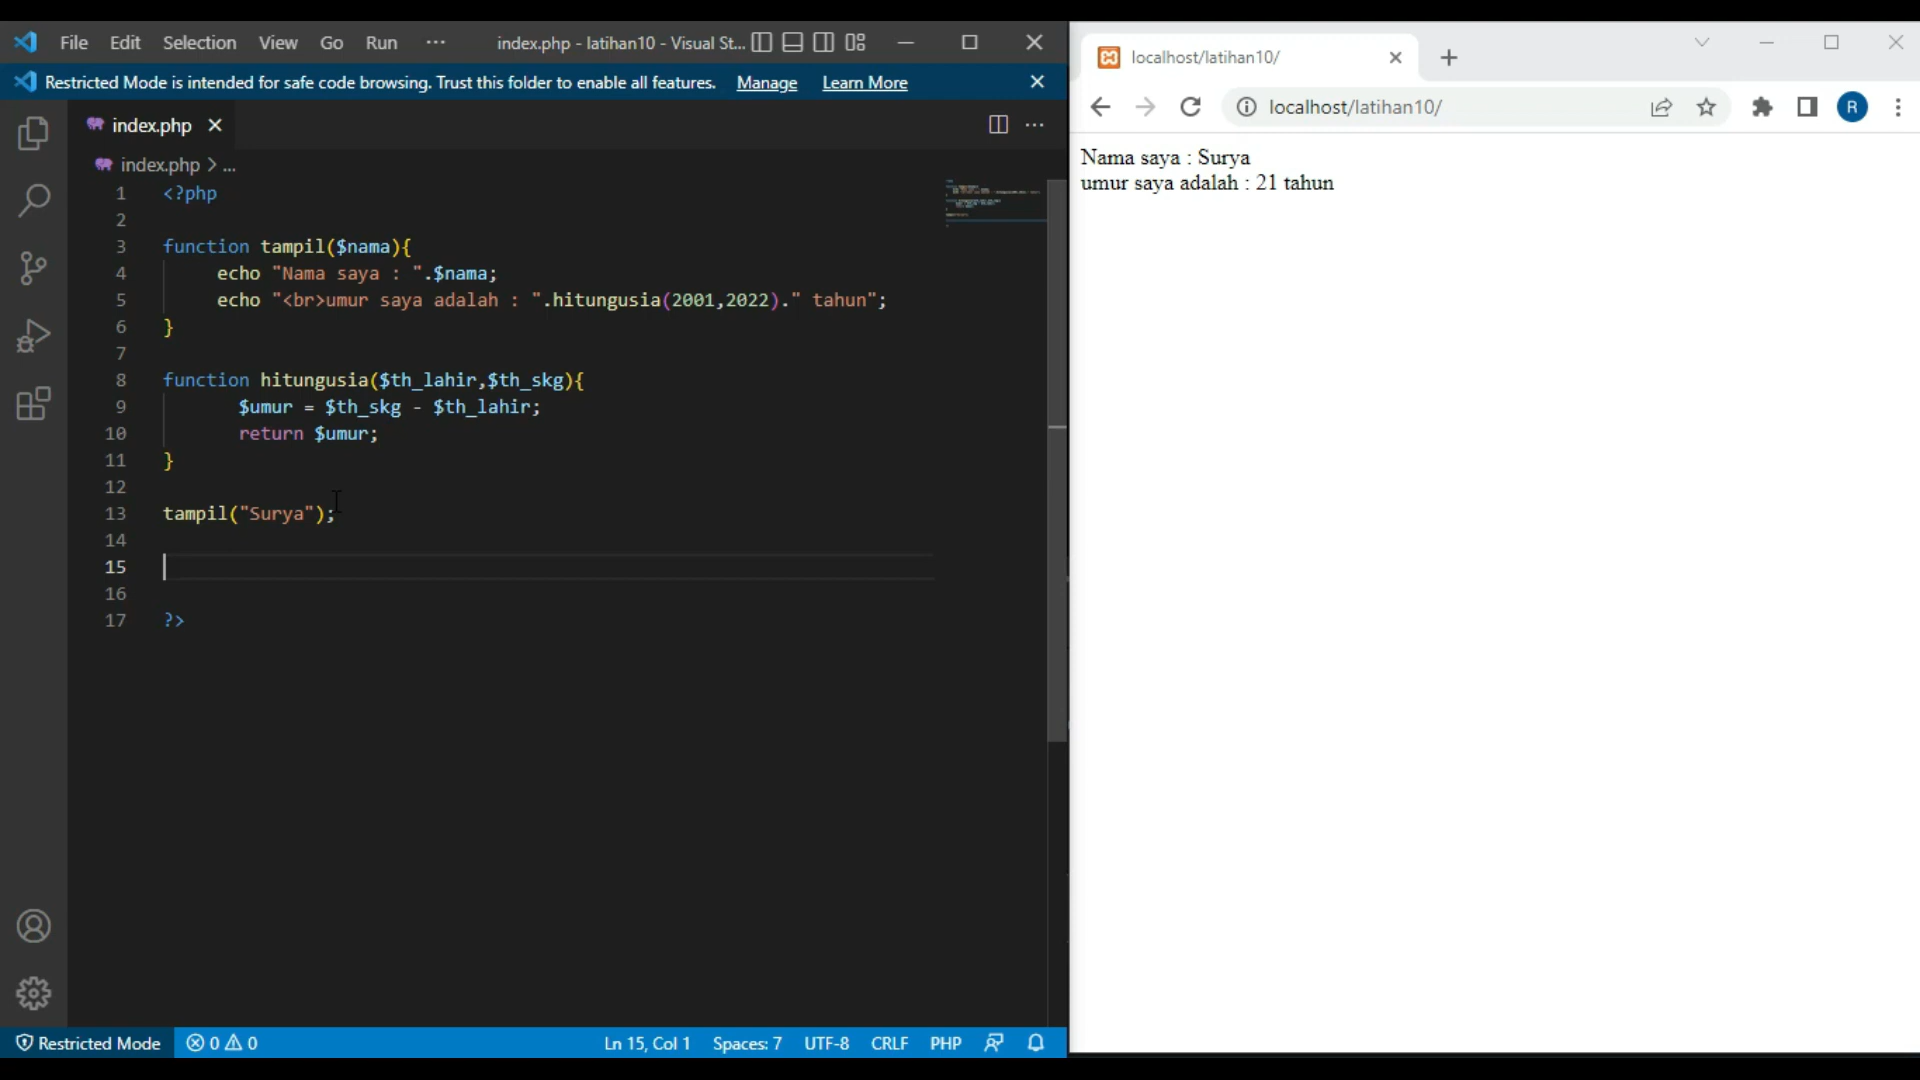 File Edit Selection View Go Run ··· index.php - latihan10 - Visual St...
Restricted Mode is intended for safe code browsing. Trust this folder to enable all features. Manage Learn More
index.php
index.php > ...
1 <?php
2
3 function tampil($nama){
4 echo "Nama saya : ".$nama;
5 echo "<br>umur saya adalah : ".hitungusia(2001,2022)." tahun";
6 }
7
8 function hitungusia($th_lahir,$th_skg){
9 $umur = $th_skg - $th_lahir;
10 return $umur;
11 }
12
13 tampil("Surya");
14
15
16
17 ?>
Restricted Mode 0 0 Ln 15, Col 1 Spaces: 7 UTF-8 CRLF PHP
localhost/latihan10/
localhost/latihan10/ R
Nama saya : Surya
umur saya adalah : 21 tahun